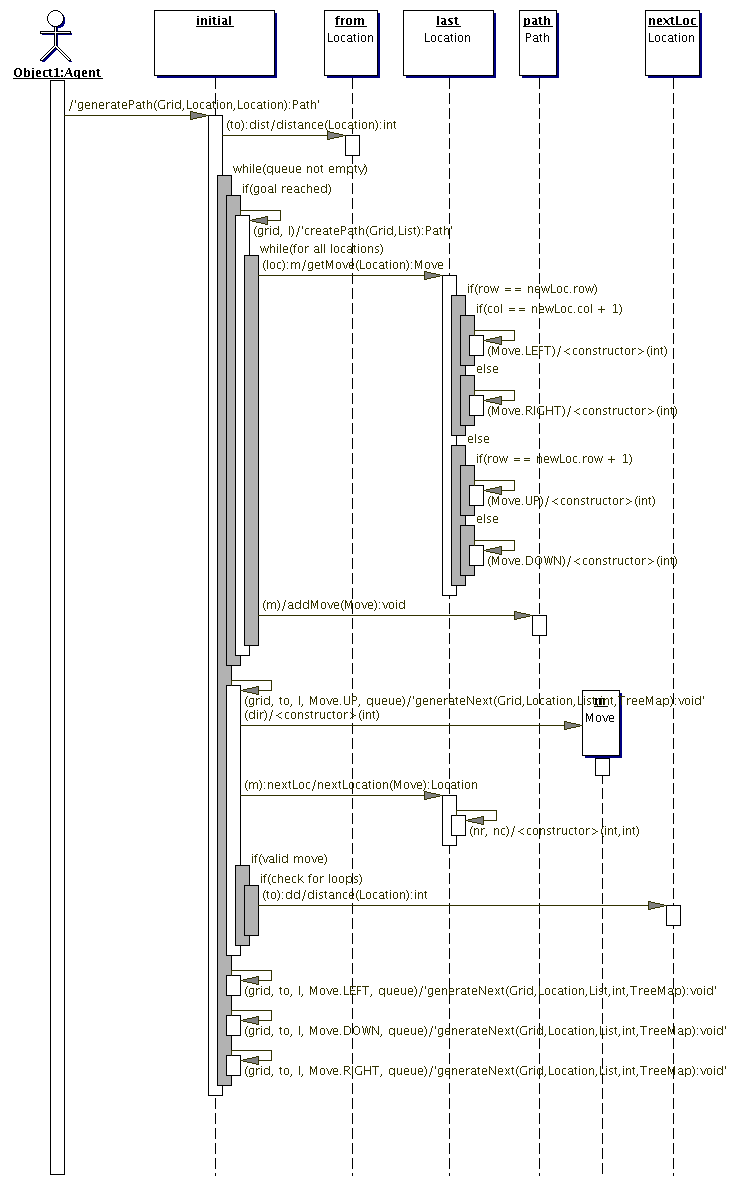 initial
from
Location
last
Location
path
Path
nextLoc
Location
Object1:Agent
/'generatePath(Grid,Location,Location):Path'
(to):dist/distance(Location):int
while(queue not empty)
if(goal reached)
(grid, l)/'createPath(Grid,List):Path'
while(for all locations)
(loc):m/getMove(Location):Move
if(row == newLoc.row)
if(col == newLoc.col + 1)
(Move.LEFT)/<constructor>(int)
else
(Move.RIGHT)/<constructor>(int)
else
if(row == newLoc.row + 1)
(Move.UP)/<constructor>(int)
else
(Move.DOWN)/<constructor>(int)
(m)/addMove(Move):void
(grid, to, l, Move.UP, queue)/'generateNext(Grid,Location,List,int,TreeMap):void'
m
(dir)/<constructor>(int)
Move
(m):nextLoc/nextLocation(Move):Location
(nr, nc)/<constructor>(int,int)
if(valid move)
if(check for loops)
(to):dd/distance(Location):int
(grid, to, l, Move.LEFT, queue)/'generateNext(Grid,Location,List,int,TreeMap):void'
(grid, to, l, Move.DOWN, queue)/'generateNext(Grid,Location,List,int,TreeMap):void'
(grid, to, l, Move.RIGHT, queue)/'generateNext(Grid,Location,List,int,TreeMap):void'